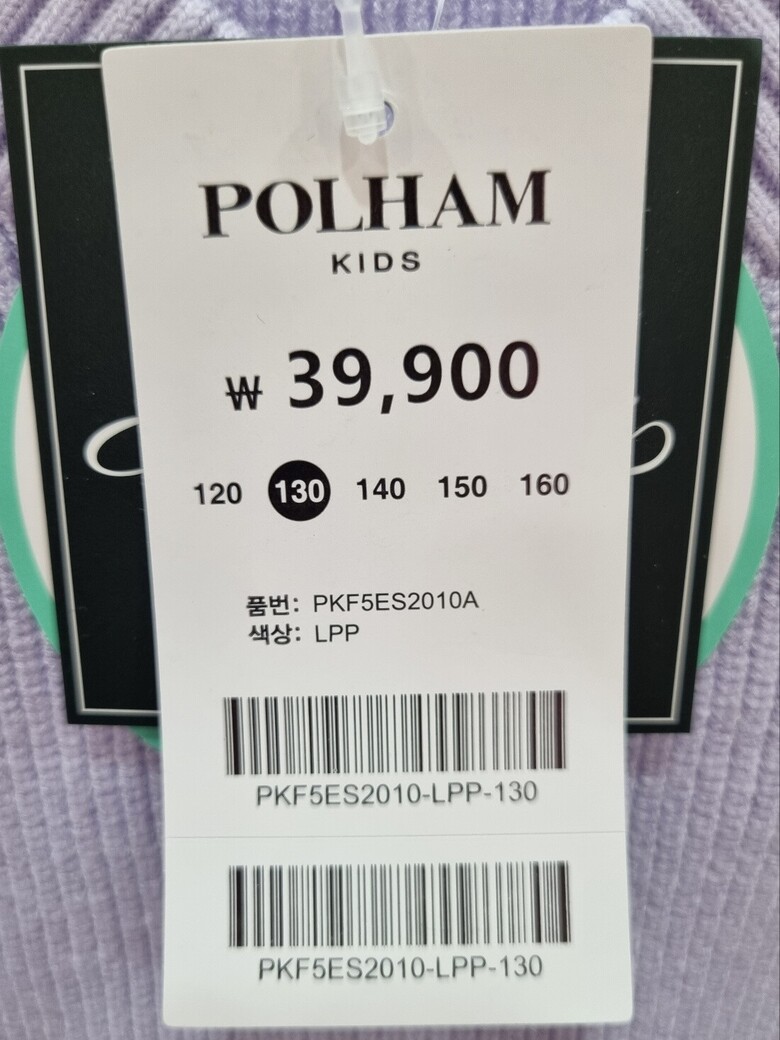 POLHAM
KIDS
₩ 39,900
120 130 140 150 160
품번: PKF5ES2010A
색상: LPP
PKF5ES2010-LPP-130
PKF5ES2010-LPP-130